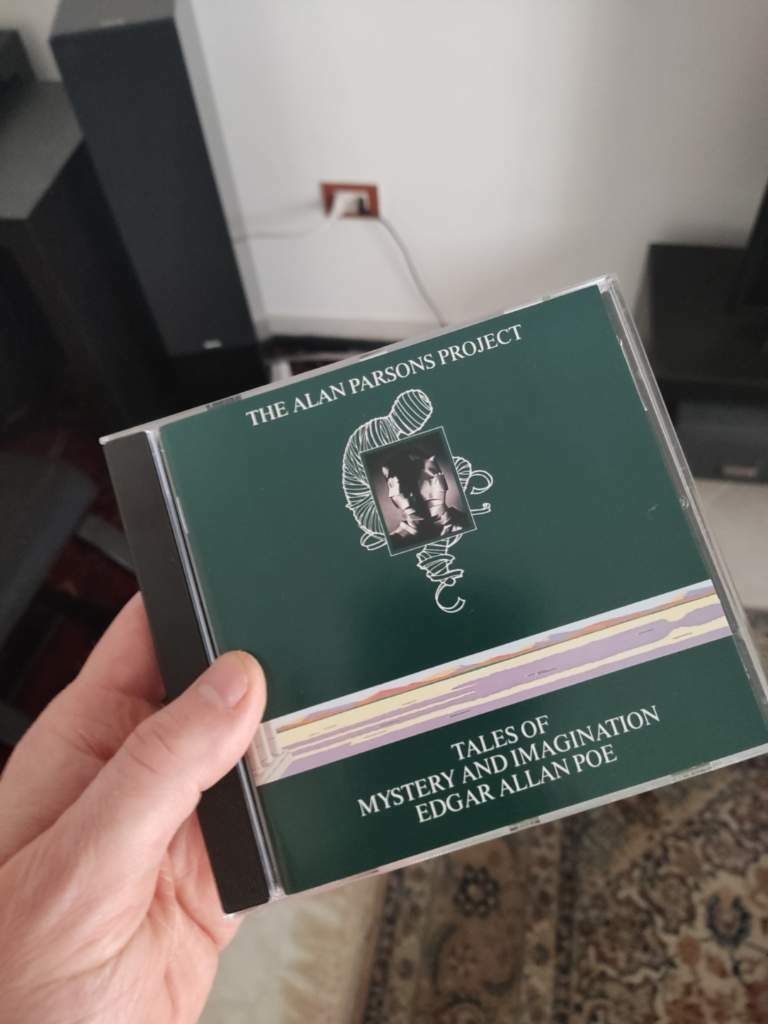 THE ALAN PARSONS PROJECT
TALES OF
MYSTERY AND IMAGINATION
EDGAR ALLAN POE